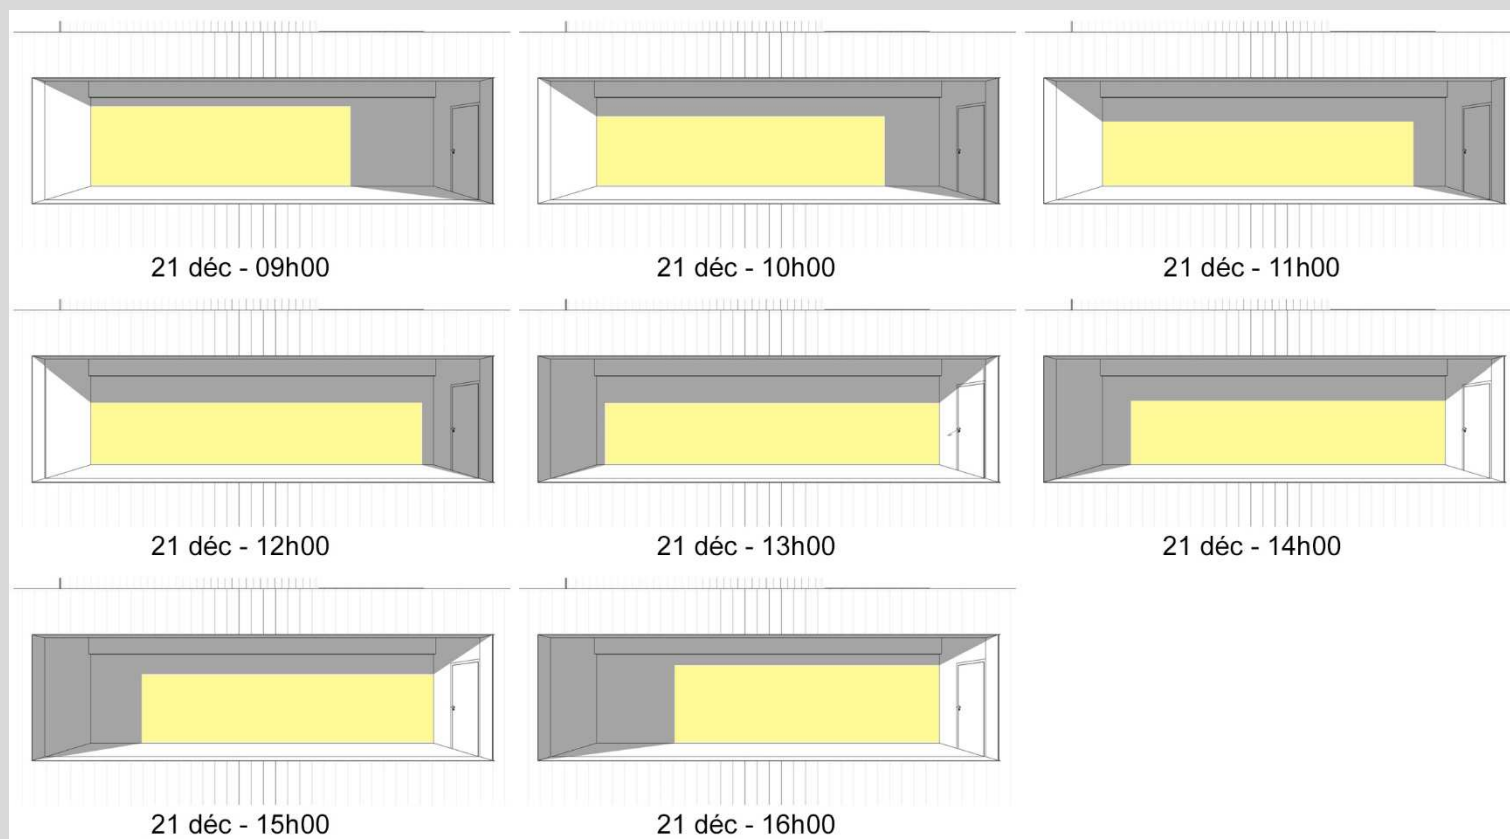 21 déc - 09h00
21 déc - 10h00
21 déc - 11h00
21 déc - 12h00
21 déc - 13h00
21 déc - 14h00
21 déc - 15h00
21 déc - 16h00